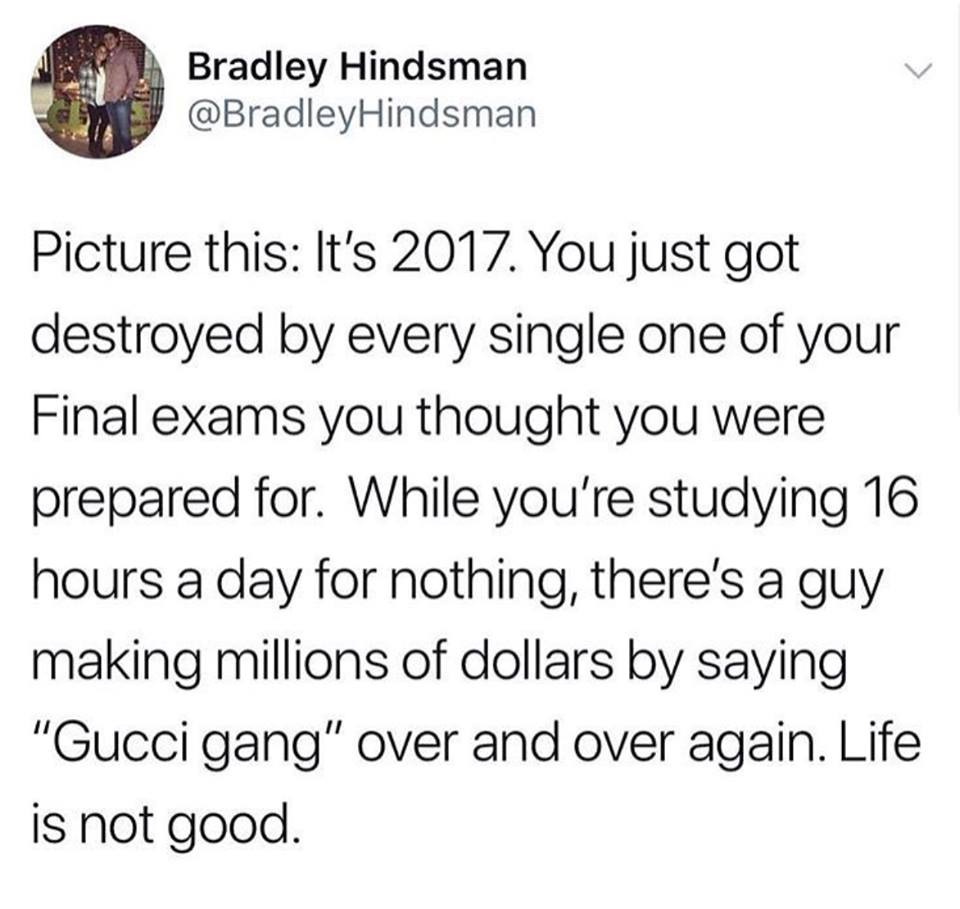 Bradley Hindsman
@BradleyHindsman
Picture this: It's 2017. You just got
destroyed by every single one of your
Final exams you thought you were
prepared for.  While you're studying 16
hours a day for nothing, there's a guy
making millions of dollars by saying
"Gucci gang" over and over again. Life
is not good.